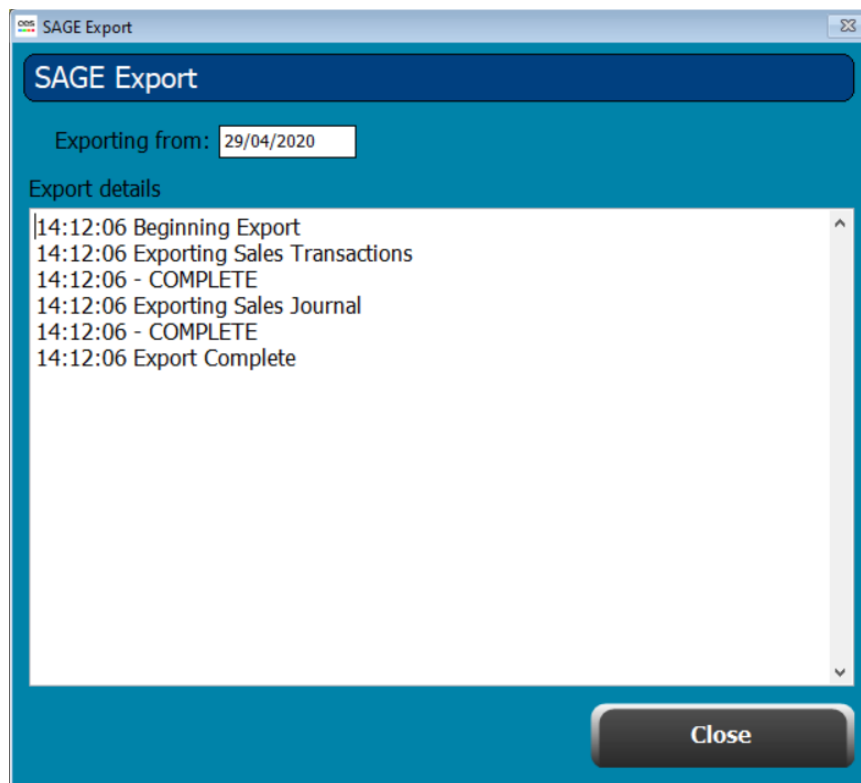 oes SAGE Export
SAGE Export
Exporting from: 29/04/2020
Export details
14:12:06 Beginning Export
14:12:06 Exporting Sales Transactions
14:12:06 - COMPLETE
14:12:06 Exporting Sales Journal
14:12:06 - COMPLETE
14:12:06 Export Complete
Close